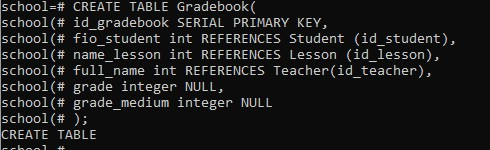 school=# CREATE TABLE Gradebook(
school(# id_gradebook SERIAL PRIMARY KEY,
school(# fio_student int REFERENCES Student (id_student),
school(# name_lesson int REFERENCES Lesson (id_lesson),
school(# full_name int REFERENCES Teacher(id_teacher),
school(# grade integer NULL,
school(# grade_medium integer NULL
school(# );
CREATE TABLE
school=#